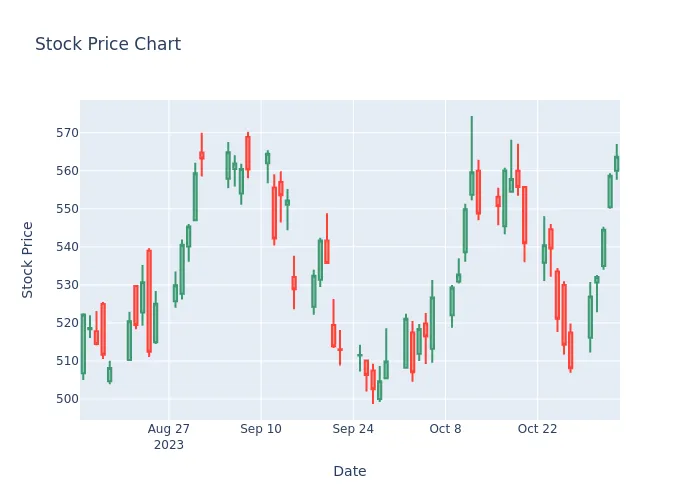 Stock Price Chart
570
560
550
540
530
520
510
500
Stock Price
Aug 27
2023
Sep 10
Sep 24
Oct 8
Oct 22
Date